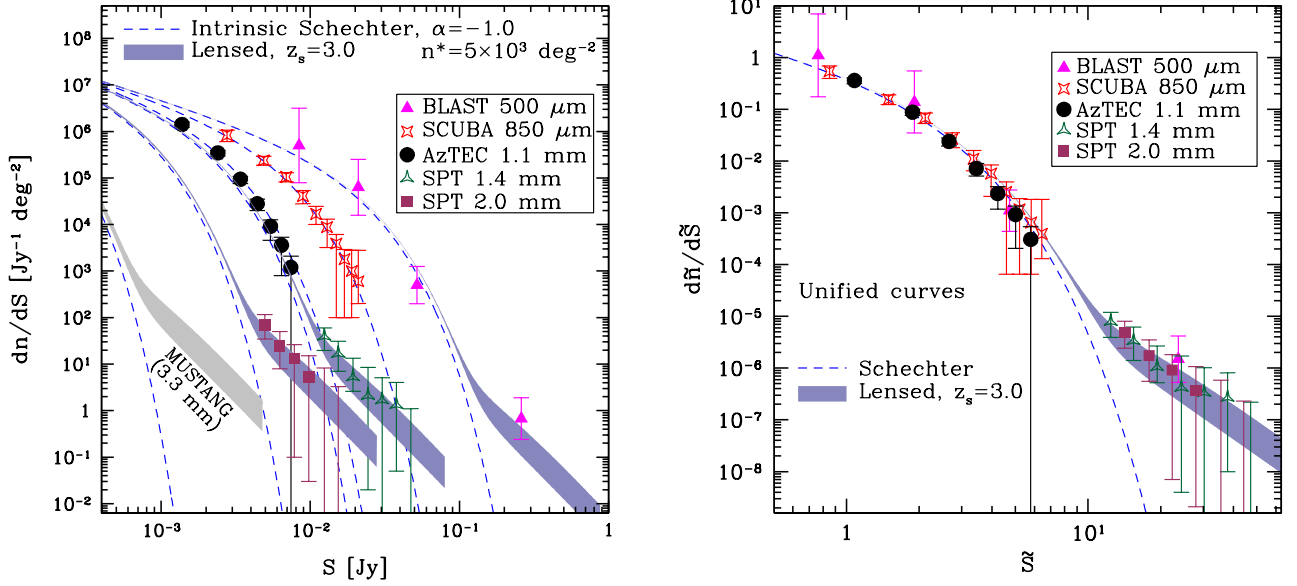 Intrinsic Schechter, α=−1.0
Lensed, zₛ=3.0 n*=5×10³ deg⁻²
BLAST 500 μm
SCUBA 850 μm
AzTEC 1.1 mm
SPT 1.4 mm
SPT 2.0 mm
MUSTANG
(3.3 mm)
10⁸
10⁷
10⁶
10⁵
10⁴
10³
10²
10¹
1
10⁻¹
10⁻²
dn/dS [Jy⁻¹ deg⁻²]
10⁻³
10⁻²
10⁻¹
1
S [Jy]
10¹
1
10⁻¹
10⁻²
10⁻³
10⁻⁴
10⁻⁵
10⁻⁶
10⁻⁷
10⁻⁸
dñ/dS̃
BLAST 500 μm
SCUBA 850 μm
AzTEC 1.1 mm
SPT 1.4 mm
SPT 2.0 mm
Unified curves
Schechter
Lensed, zₛ=3.0
1
10¹
S̃